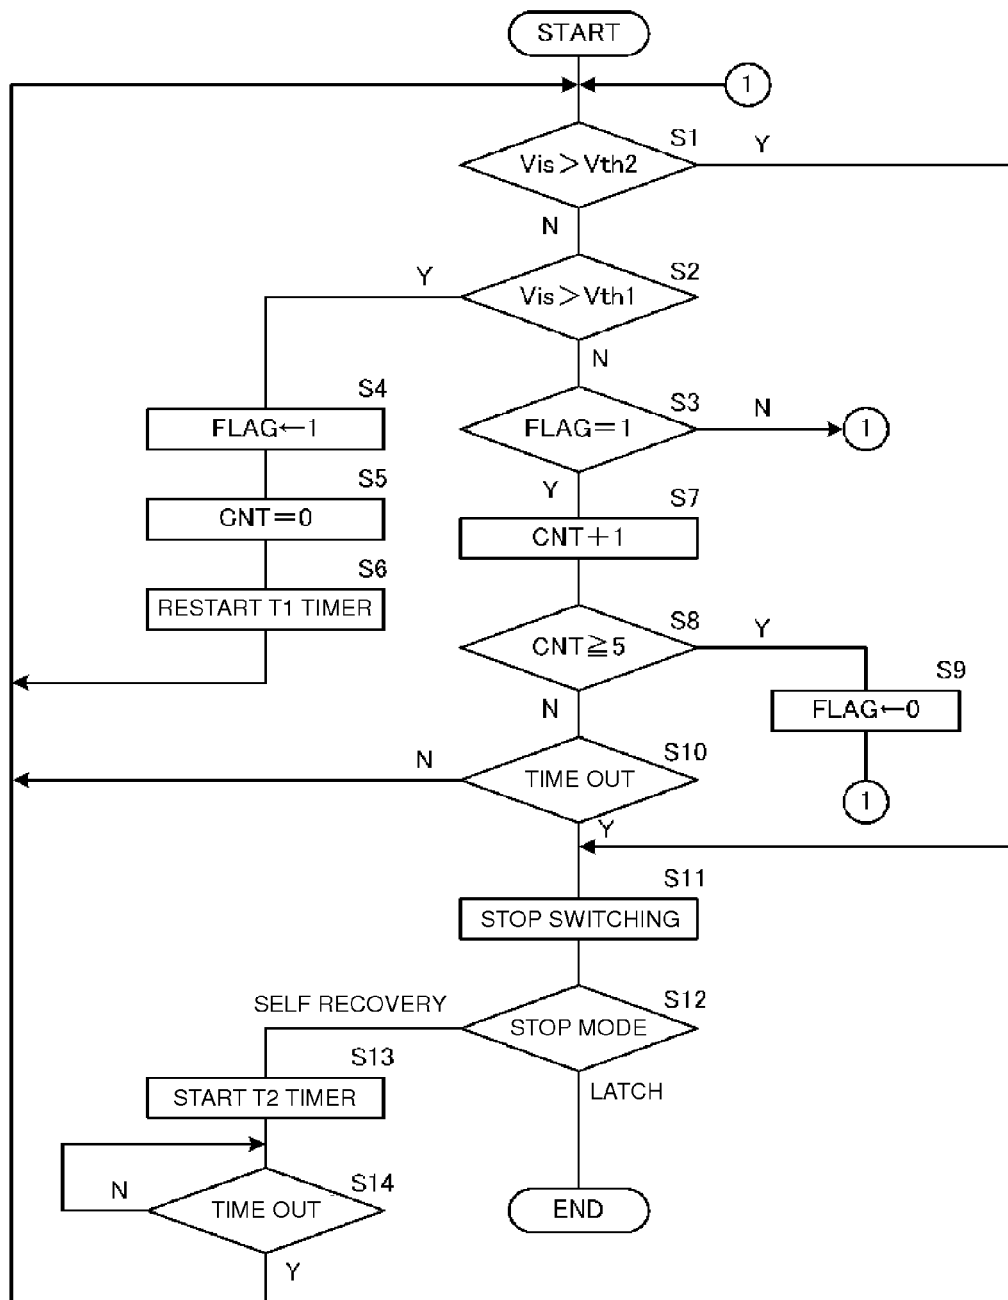 START
1
S1
Y
Vis＞Vth2
N
S2
Y
Vis＞Vth1
N
S4
S3
N
FLAG←1
FLAG＝1
1
S5
Y
S7
CNT＝0
CNT＋1
S6
RESTART T1 TIMER
S8
Y
CNT≧5
S9
N
FLAG←0
S10
N
TIME OUT
1
Y
S11
STOP SWITCHING
SELF RECOVERY
S12
STOP MODE
S13
START T2 TIMER
LATCH
S14
N
TIME OUT
END
Y